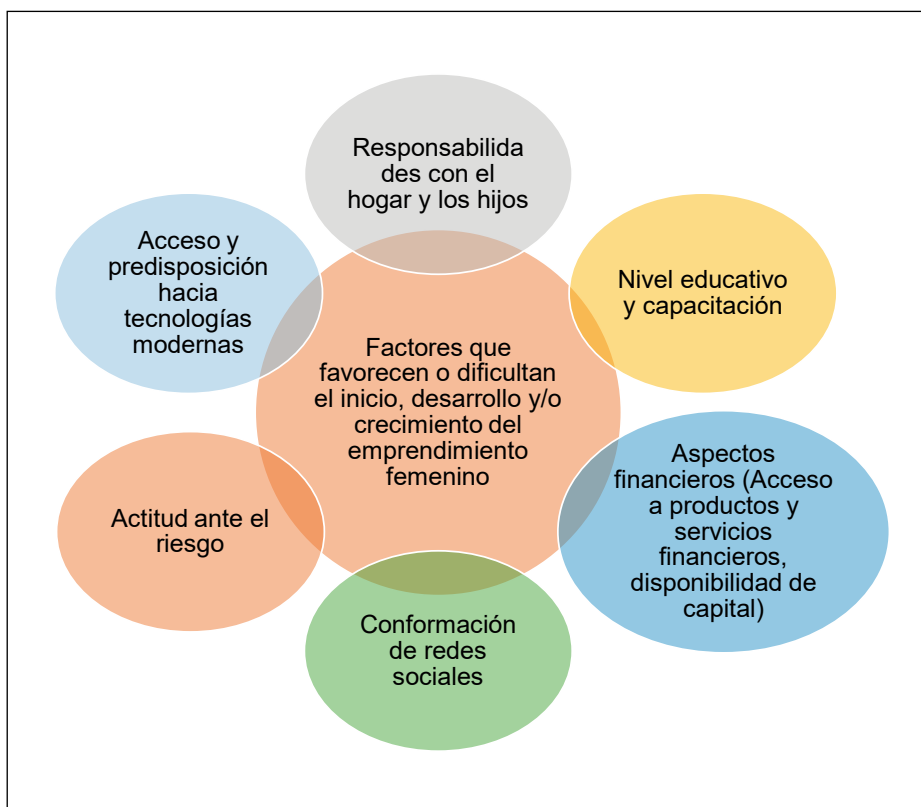 Responsabilida
des con el
hogar y los hijos
Acceso y
predisposición
hacia
tecnologías
modernas
Nivel educativo
y capacitación
Factores que
favorecen o dificultan
el inicio, desarrollo y/o
crecimiento del
emprendimiento
femenino
Actitud ante el
riesgo
Aspectos
financieros (Acceso
a productos y
servicios
financieros,
disponibilidad de
capital)
Conformación
de redes
sociales